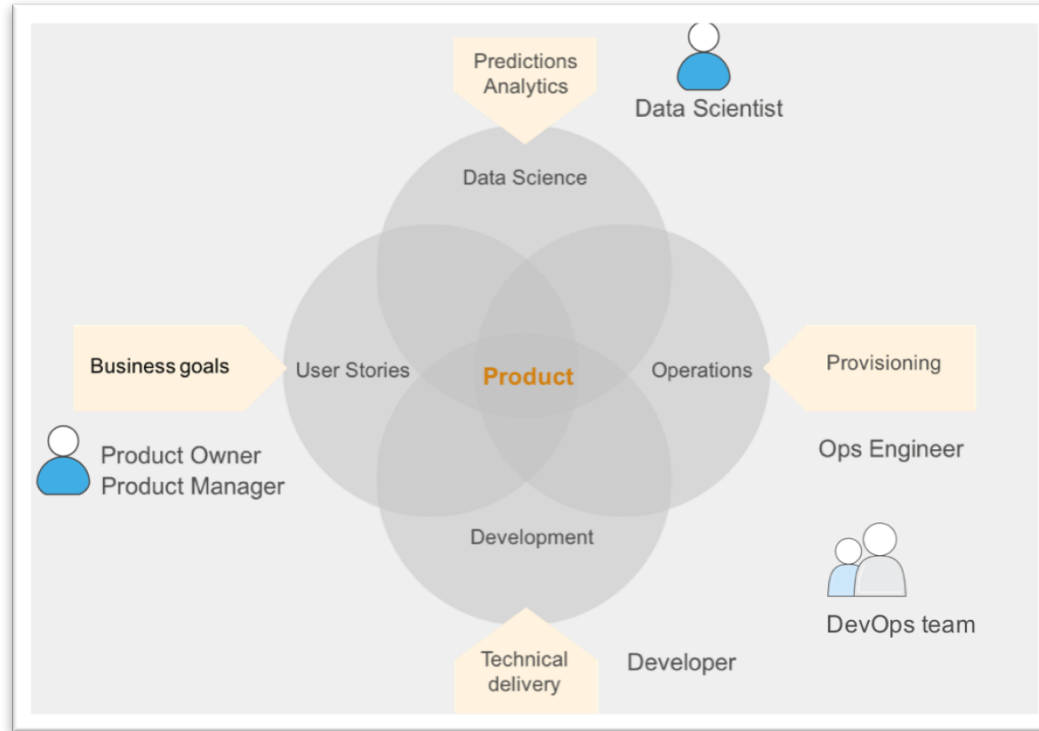 Predictions
Analytics
Data Scientist
Data Science
Business goals
User Stories
Product
Operations
Provisioning
Product Owner
Product Manager
Ops Engineer
Development
DevOps team
Technical
delivery
Developer